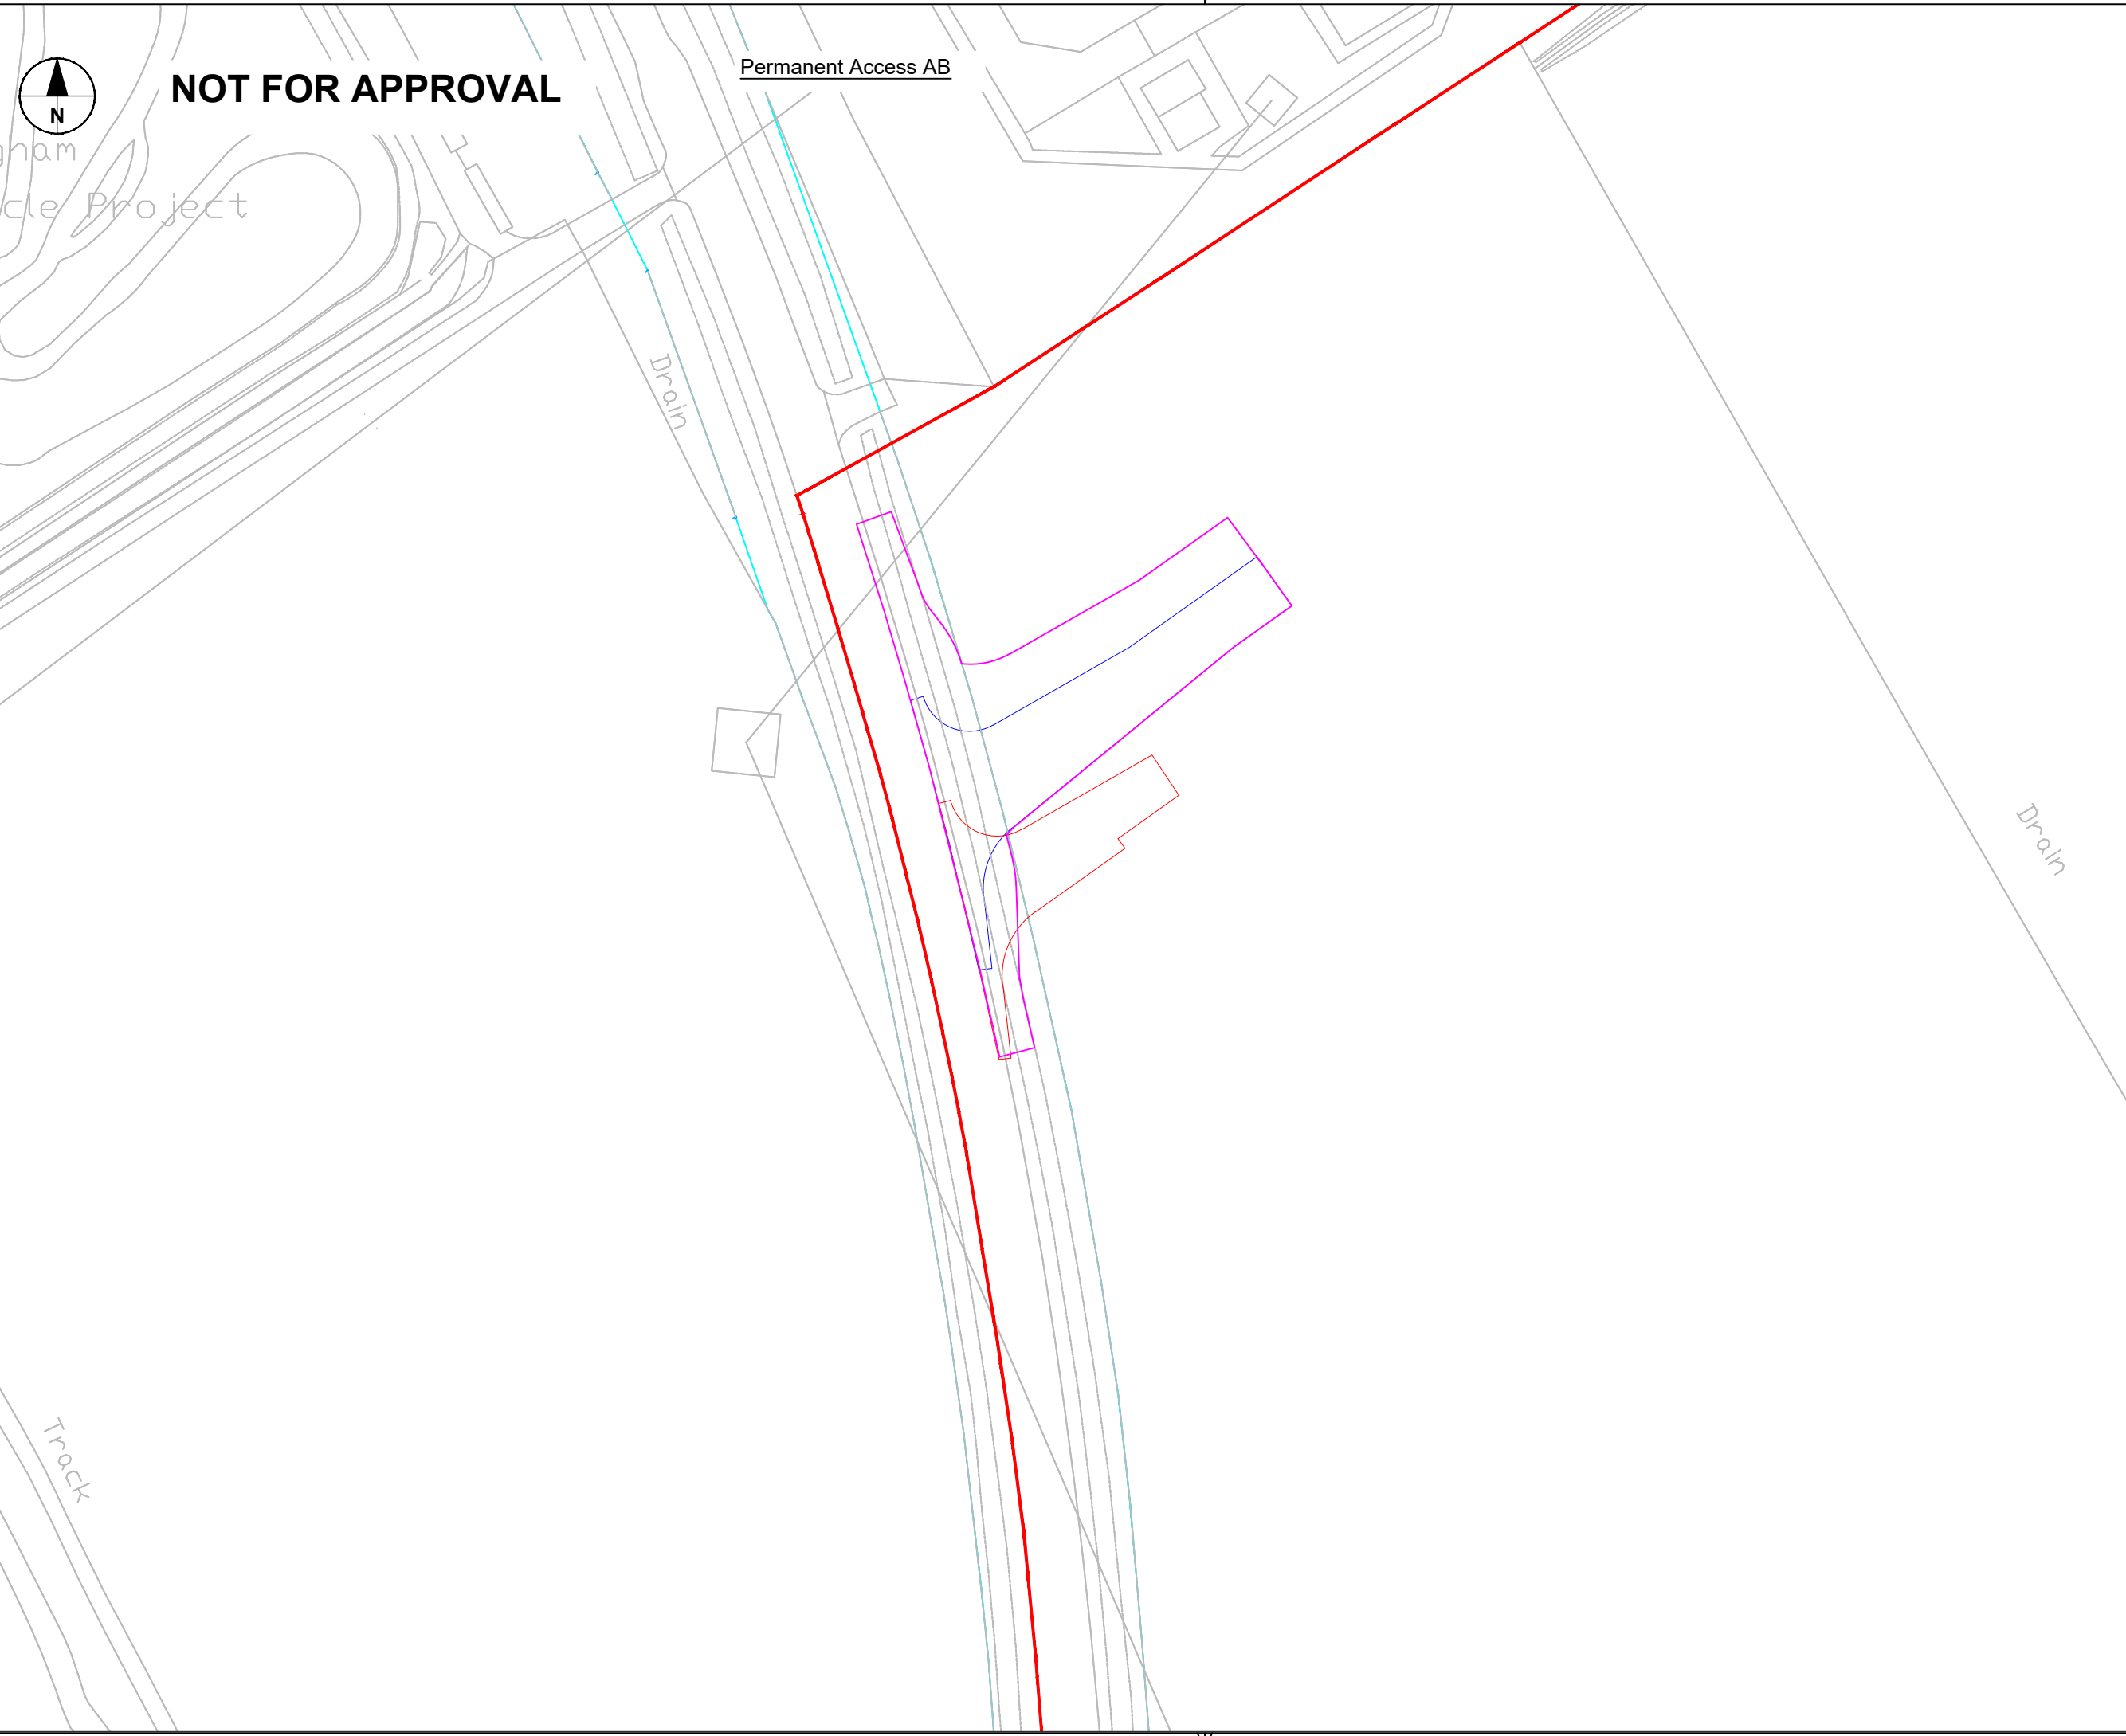 Permanent Access AB
NOT FOR APPROVAL
N
cle Project
Drain
Drain
Track